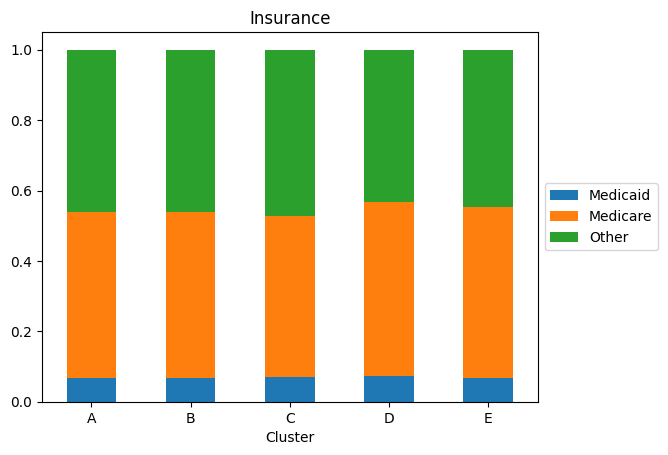 Insurance
1.0
0.8
0.6
0.4
0.2
0.0
A B C D E
Cluster
Medicaid
Medicare
Other